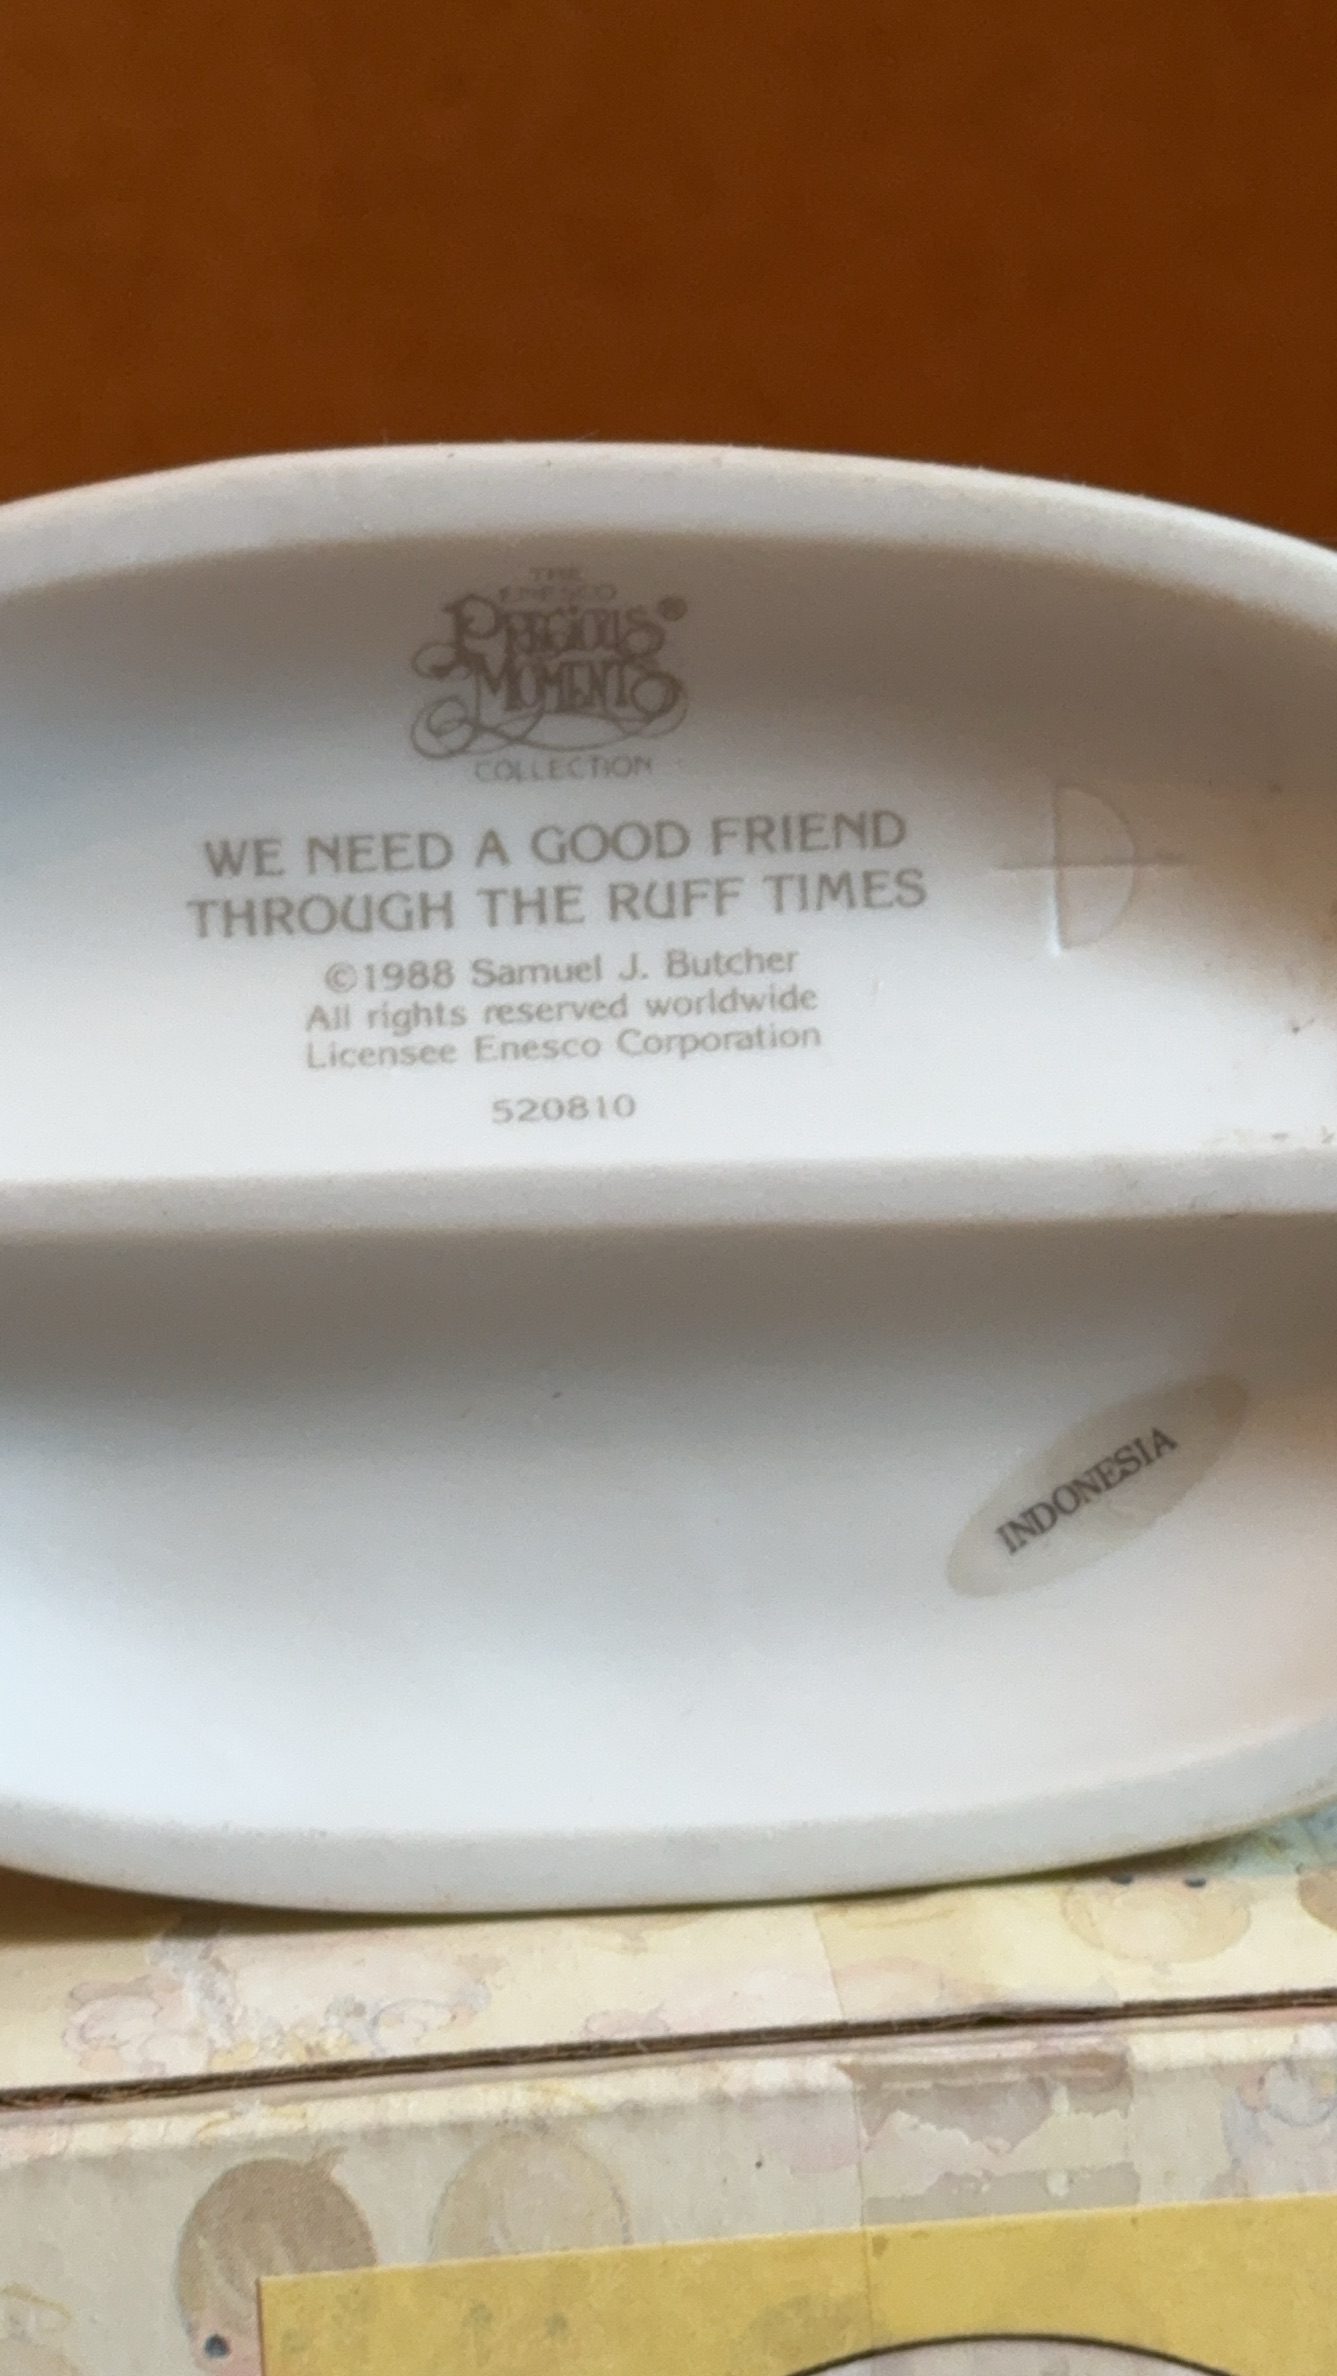 THE
ENESCO
PRECIOUS®
MOMENTS
COLLECTION
WE NEED A GOOD FRIEND
THROUGH THE RUFF TIMES
©1988 Samuel J. Butcher
All rights reserved worldwide
Licensee Enesco Corporation
520810
INDONESIA